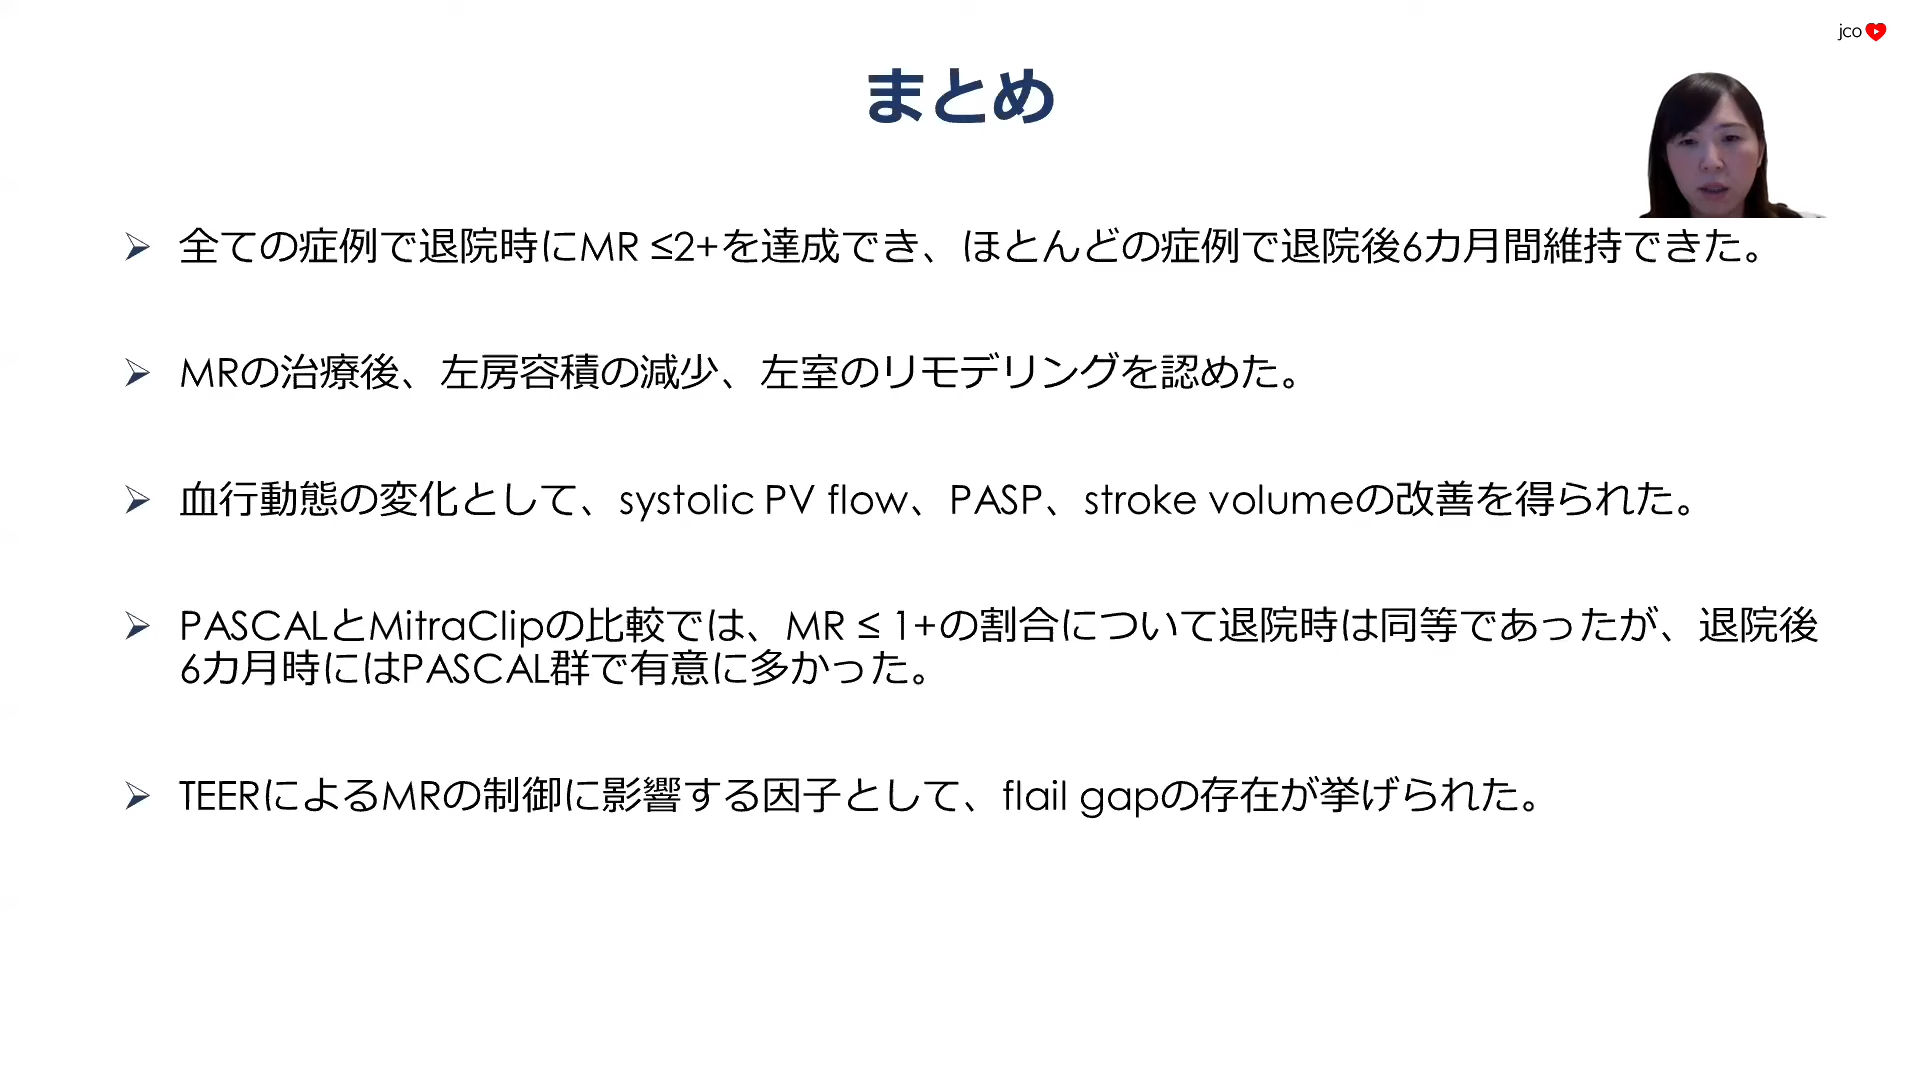 jco
まとめ
➢ 全ての症例で退院時にMR ≤2+を達成でき、ほとんどの症例で退院後6カ月間維持できた。
➢ MRの治療後、左房容積の減少、左室のリモデリングを認めた。
➢ 血行動態の変化として、systolic PV flow、PASP、stroke volumeの改善を得られた。
➢ PASCALとMitraClipの比較では、MR ≤ 1+の割合について退院時は同等であったが、退院後
6カ月時にはPASCAL群で有意に多かった。
➢ TEERによるMRの制御に影響する因子として、flail gapの存在が挙げられた。